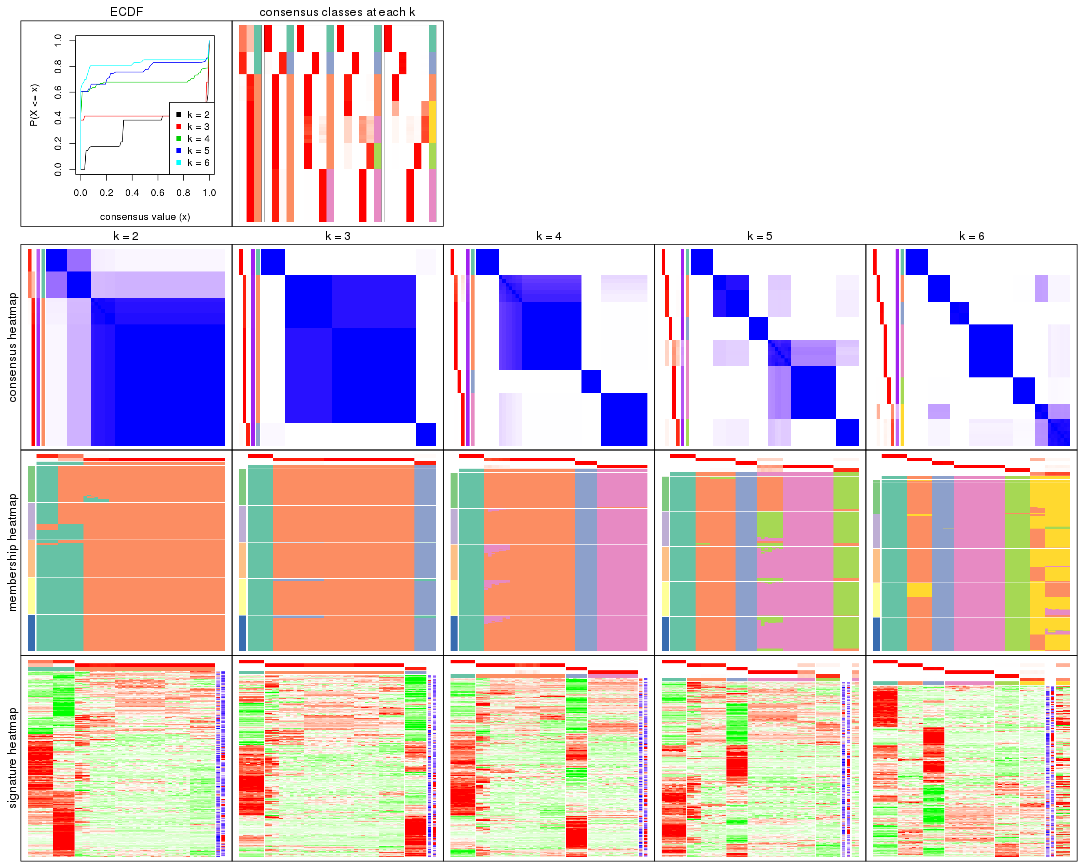 ECDF
consensus classes at each k
P(X <= x)
0.0 0.2 0.4 0.6 0.8 1.0
k = 2
k = 3
k = 4
k = 5
k = 6
0.0 0.2 0.4 0.6 0.8 1.0
consensus value (x)
k = 2
k = 3
k = 4
k = 5
k = 6
consensus heatmap
membership heatmap
signature heatmap